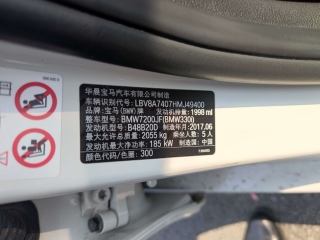 华晨宝马汽车有限公司制造
车辆识别代号:LBV8A7407HMJ49400
品牌:宝马(BMW) 发动机排量:1998 ml
整车型号:BMW7200JF(BMW330i)
发动机型号:B48B20D 制造年月:2017.06
最大允许总质量:2055 kg 乘坐人数:5 人
发动机最大净功率:185 kW 制造国:中国
车身颜色/色号:300